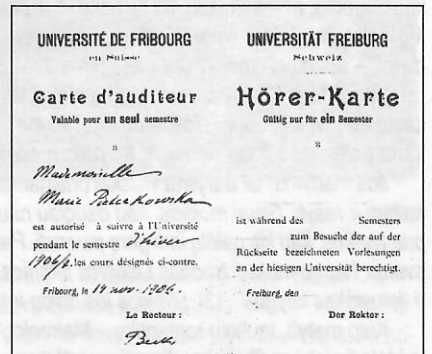 UNIVERSITÉ DE FRIBOURG
en Suisse
Carte d'auditeur
Valable pour un seul semestre
Mademoiselle
Marie
est autorisé à suivre à l'Université
pendant le semestre d'hiver
1906/7, les cours désignés ci-contre.
Fribourg, le 14 nov. 1906.
Le Recteur :
UNIVERSITÄT FREIBURG
Schweiz
Hörer-Karte
Gültig nur für ein Semester
ist während des Semesters
zum Besuche der auf der
Rückseite bezeichneten Vorlesungen
an der hiesigen Universität berechtigt.
Freiburg, den
Der Rektor :